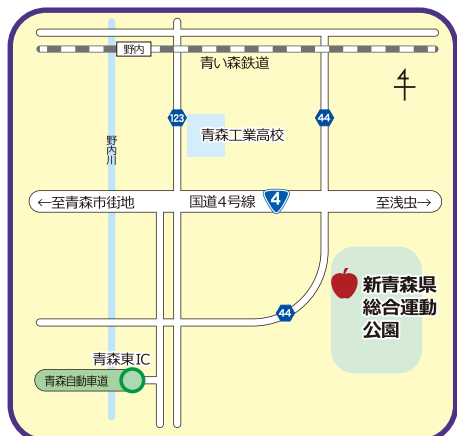 野内
青い森鉄道
4
123
44
野内川
青森工業高校
←至青森市街地
国道4号線
4
至浅虫→
新青森県
総合運動
公園
44
青森東IC
青森自動車道